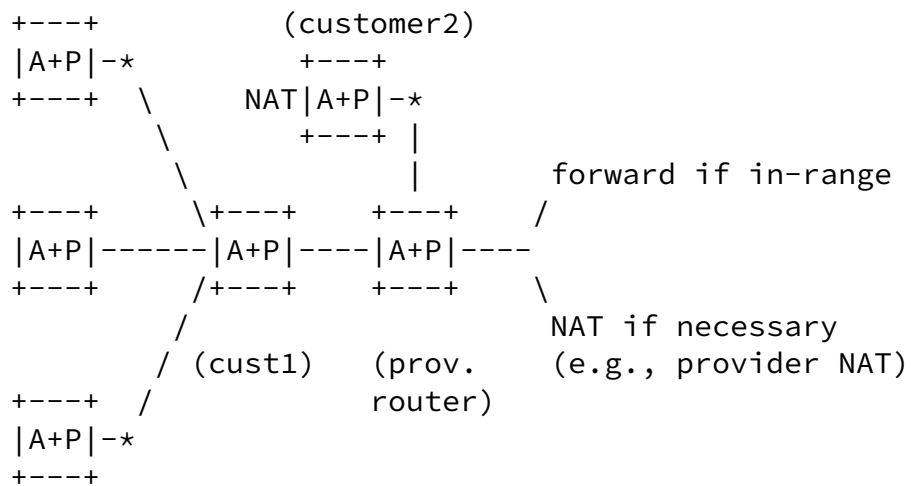 +---+          (customer2)
|A+P|-*          +---+
+---+  \      NAT|A+P|-*
        \        +---+ |
         \             |       forward if in-range
+---+     \+---+    +---+     /
|A+P|------|A+P|----|A+P|----
+---+     /+---+    +---+     \
         /                     NAT if necessary
        / (cust1)   (prov.     (e.g., provider NAT)
+---+  /            router)
|A+P|-*
+---+